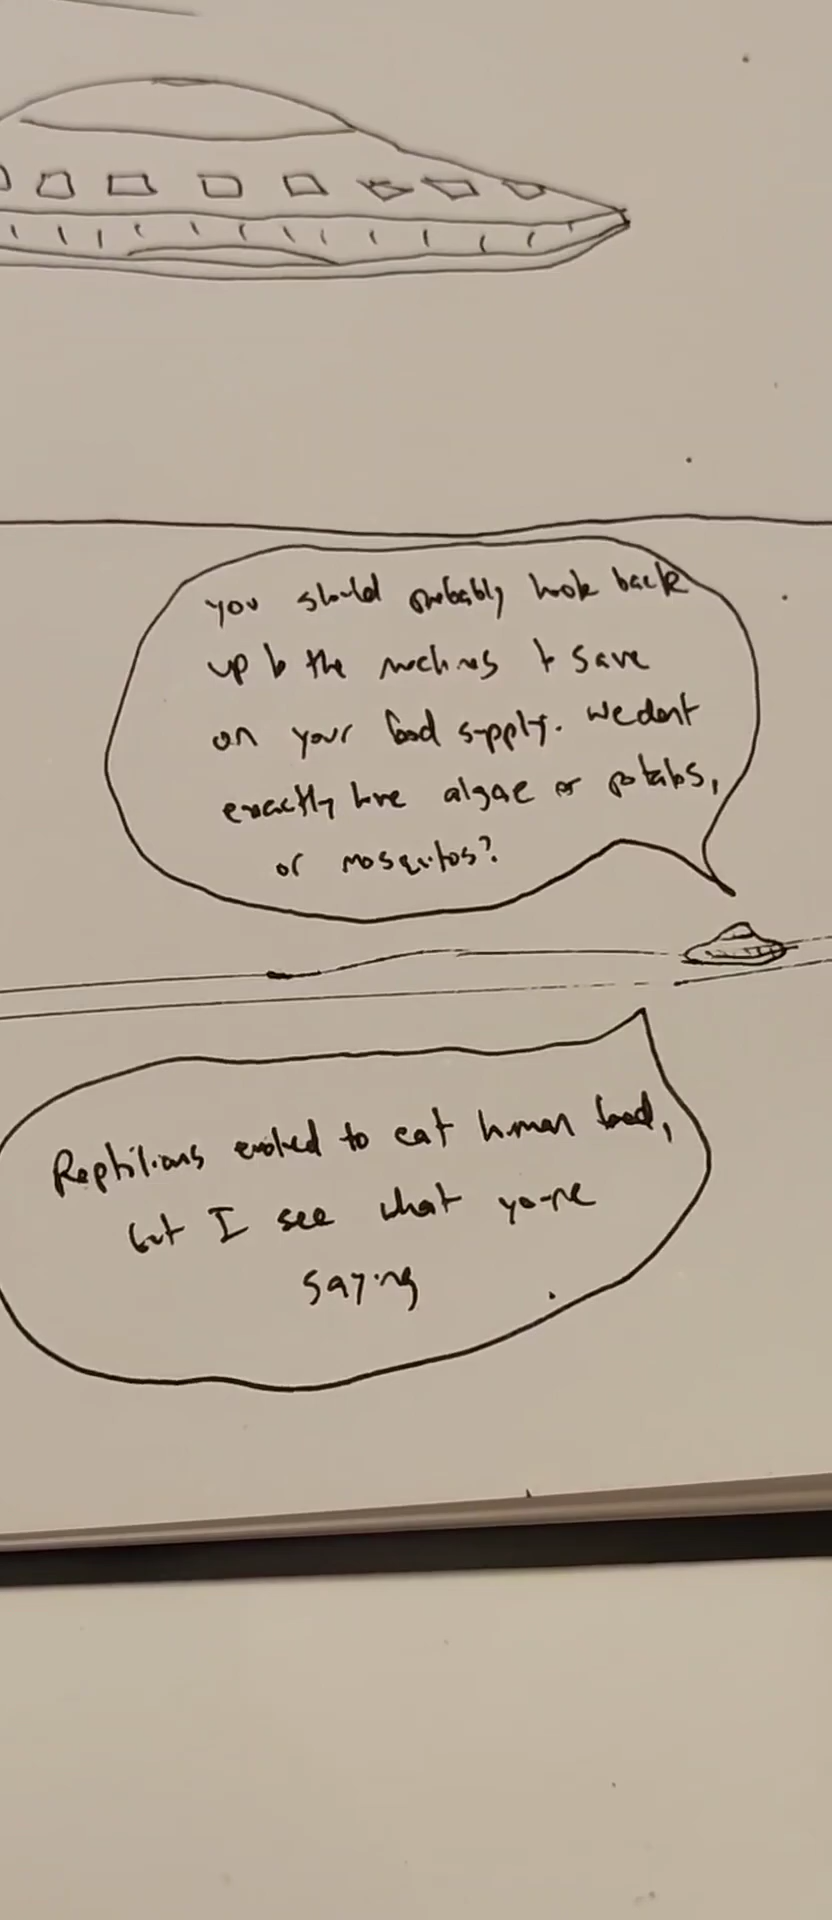 you should probably hook back
up to the machines to save
on your food supply. We dont
exactly have algae or potatos,
or mosquitos?
Reptilians evolved to eat human food,
but I see what you're
saying